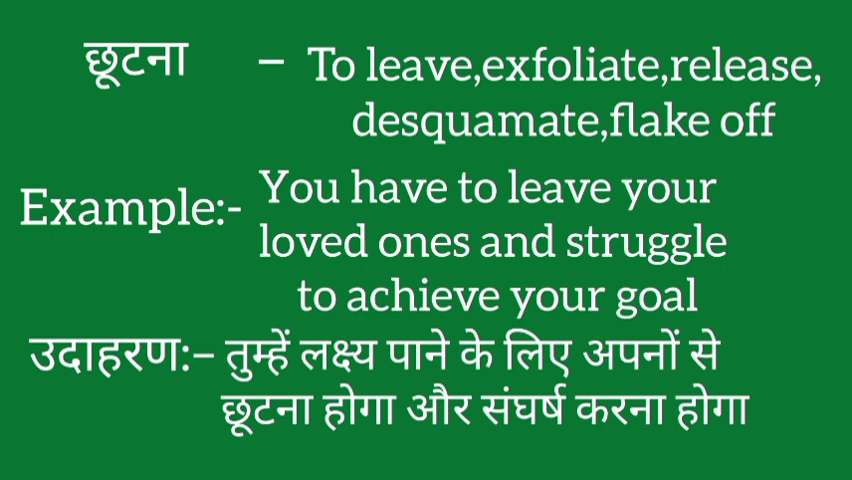 छूटना – To leave,exfoliate,release,
desquamate,flake off
Example:- You have to leave your
loved ones and struggle
to achieve your goal
उदाहरण:– तुम्हें लक्ष्य पाने के लिए अपनों से
छूटना होगा और संघर्ष करना होगा